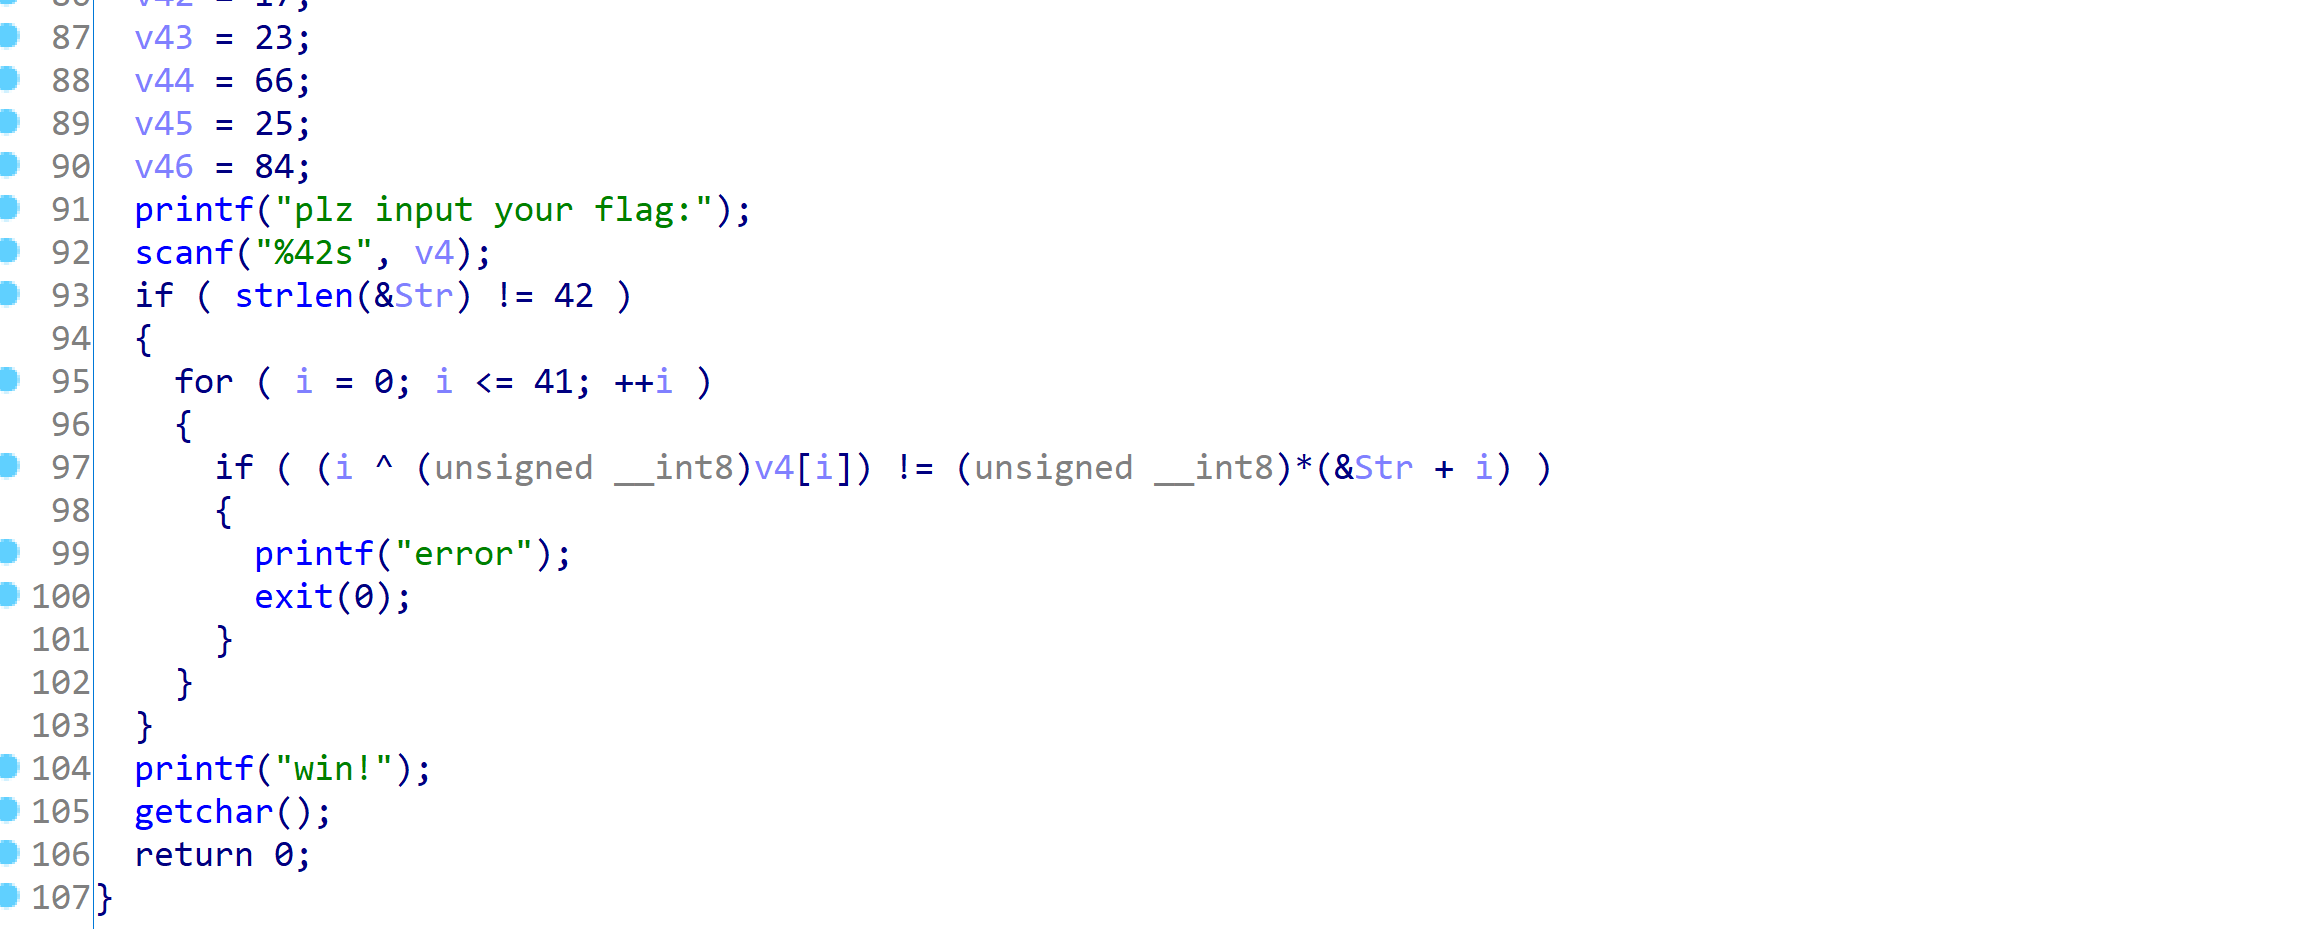 87 v43 = 23;
88 v44 = 66;
89 v45 = 25;
90 v46 = 84;
91 printf("plz input your flag:");
92 scanf("%42s", v4);
93 if ( strlen(&Str) != 42 )
94 {
95 for ( i = 0; i <= 41; ++i )
96 {
97 if ( (i ^ (unsigned __int8)v4[i]) != (unsigned __int8)*(&Str + i) )
98 {
99 printf("error");
100 exit(0);
101 }
102 }
103 }
104 printf("win!");
105 getchar();
106 return 0;
107 }